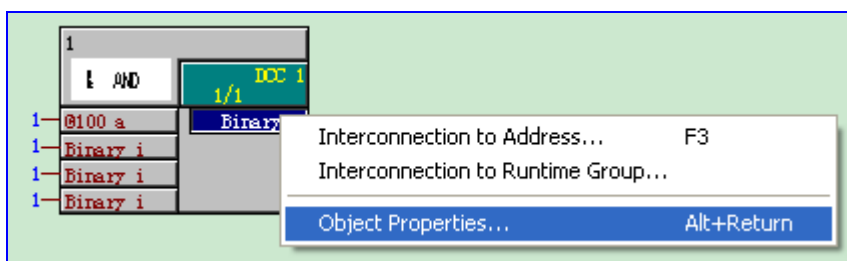 1
& AND
DCC 1
1/1
1 @100 a Binary
1 Binary i
1 Binary i
1 Binary i
Interconnection to Address... F3
Interconnection to Runtime Group...
Object Properties... Alt+Return